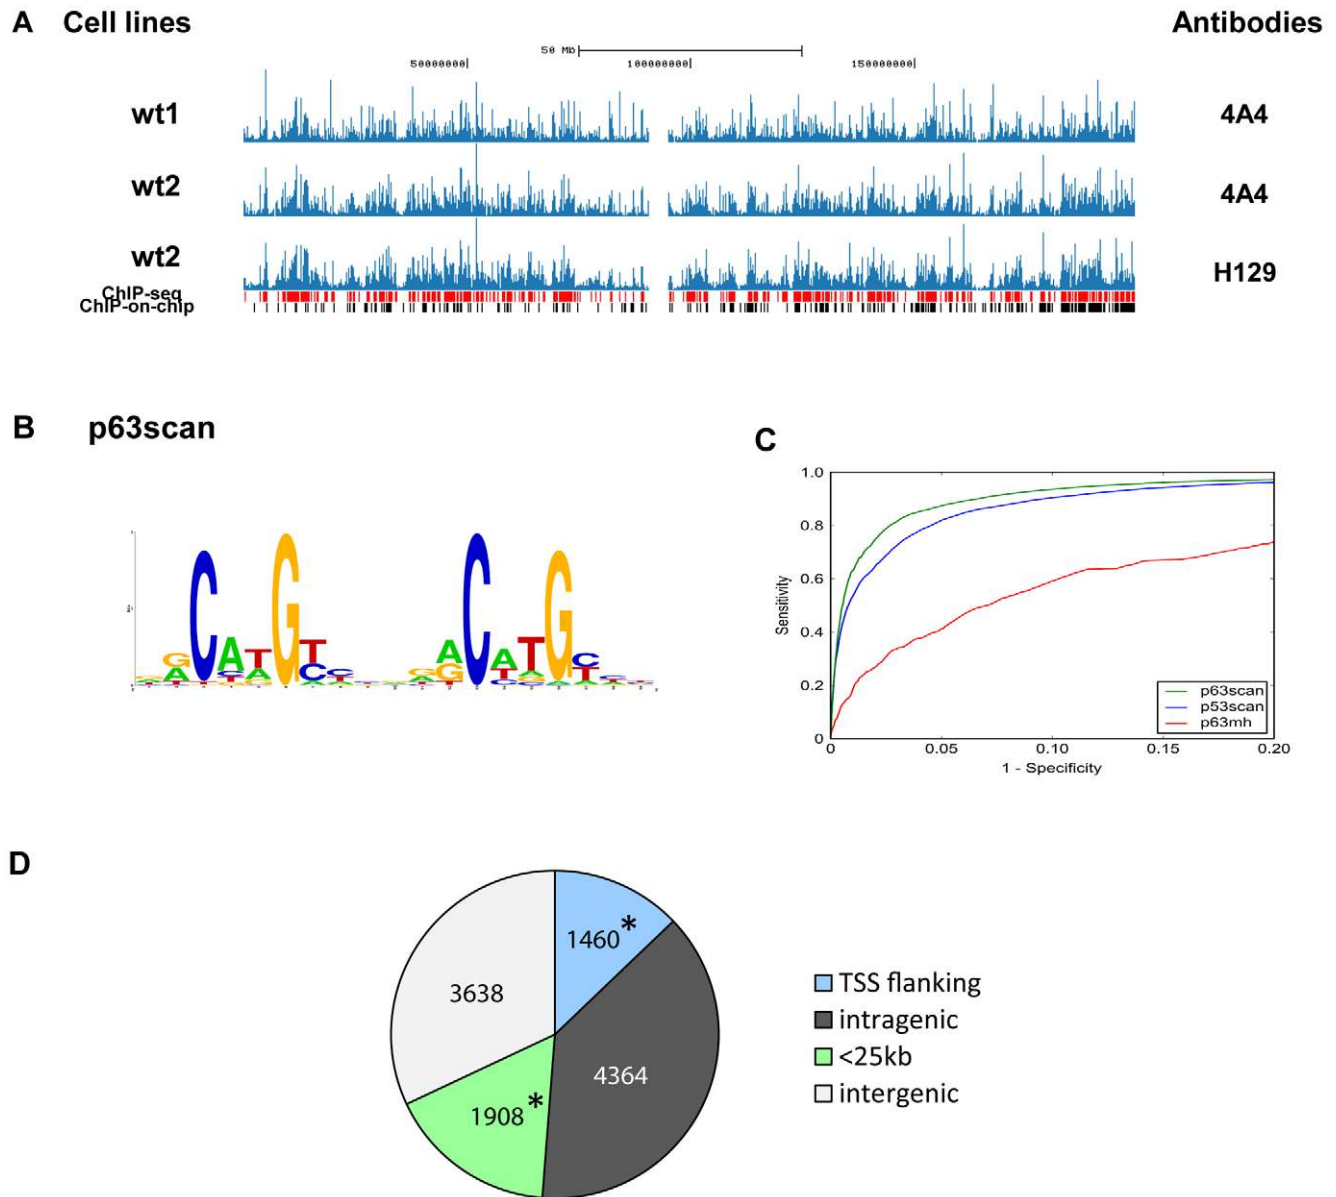 A Cell lines Antibodies
50 Mb
50000000 100000000 150000000
wt1 4A4
wt2 4A4
wt2 H129
ChIP-seq
ChIP-on-chip
B p63scan
C
1.0
0.8
0.6
0.4
0.2
0
Sensitivity
0 0.05 0.10 0.15 0.20
1 - Specificity
p63scan
p53scan
p63mh
D
1460 *
3638
4364
1908 *
TSS flanking
intragenic
<25kb
intergenic